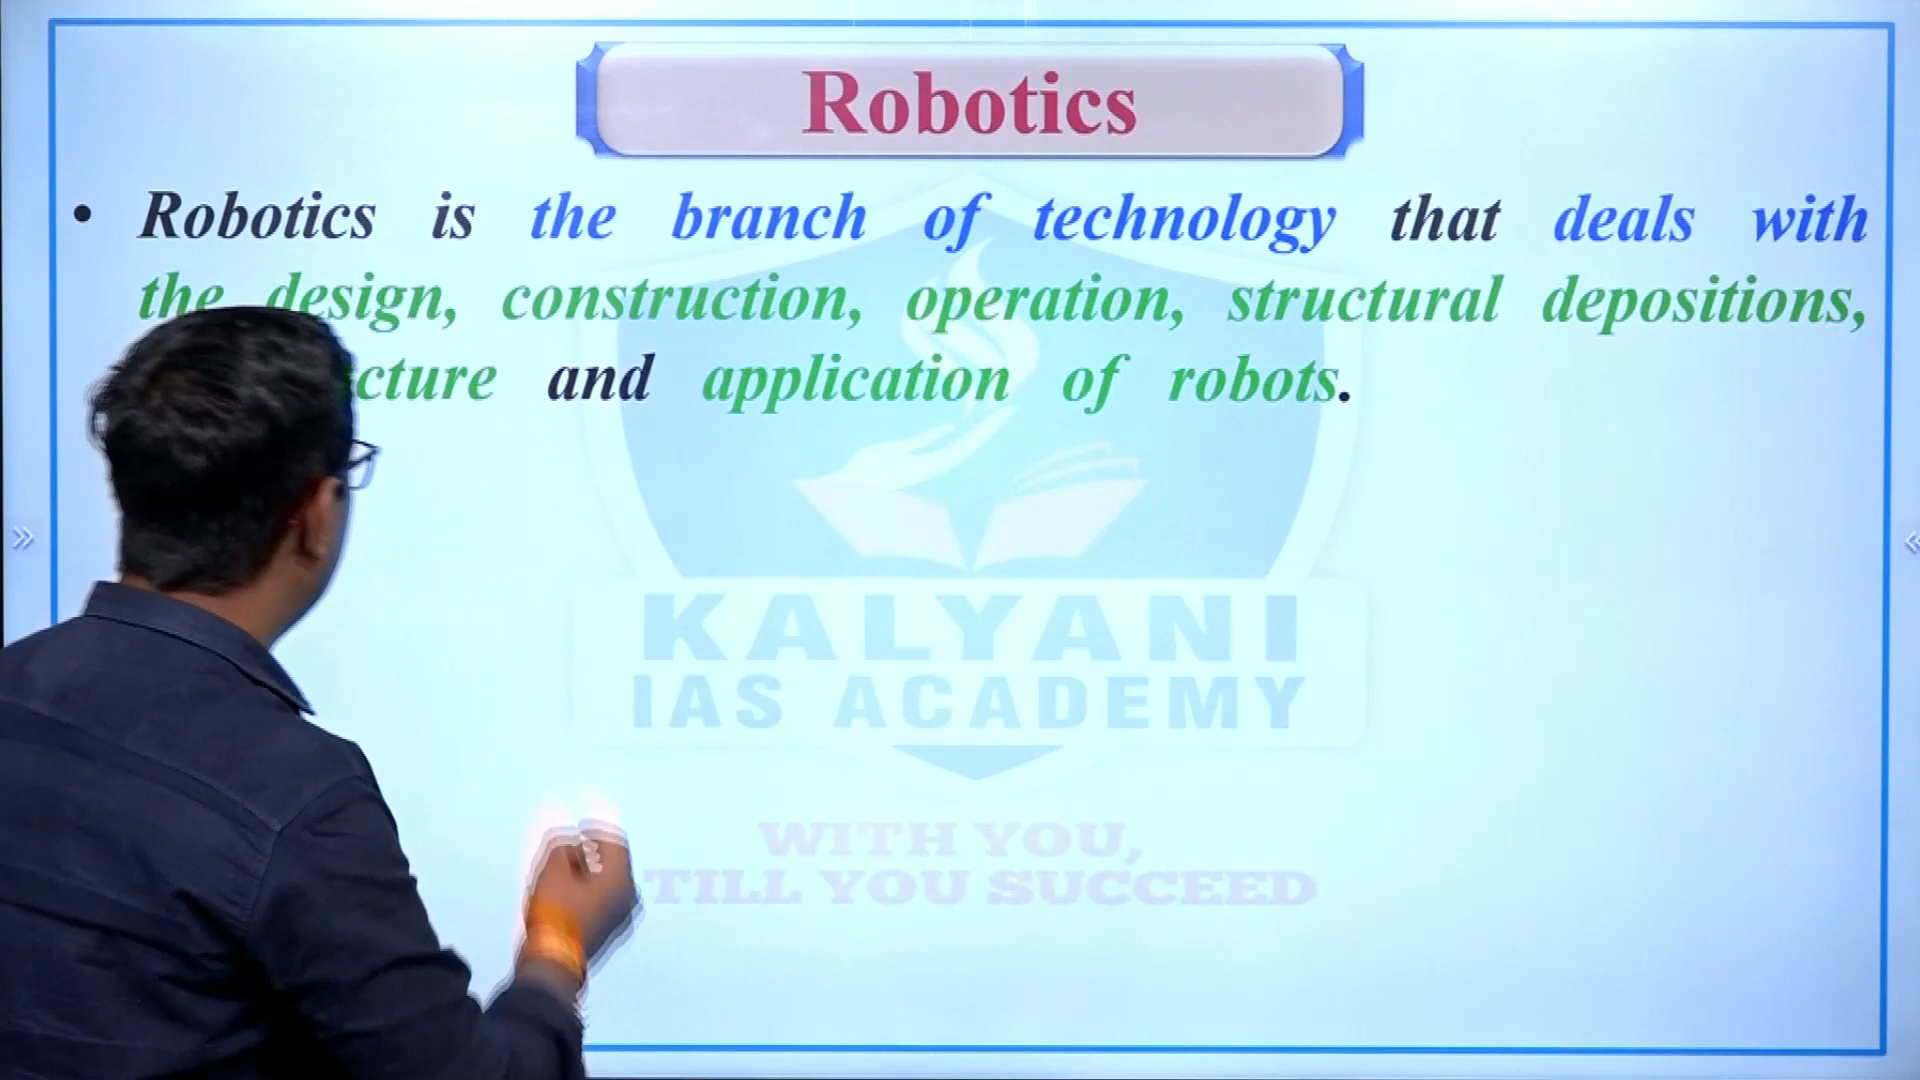 Robotics
• Robotics is the branch of technology that deals with
the design, construction, operation, structural depositions,
and application of robots.
KALYANI
IAS ACADEMY
WITH YOU,
TILL YOU SUCCEED